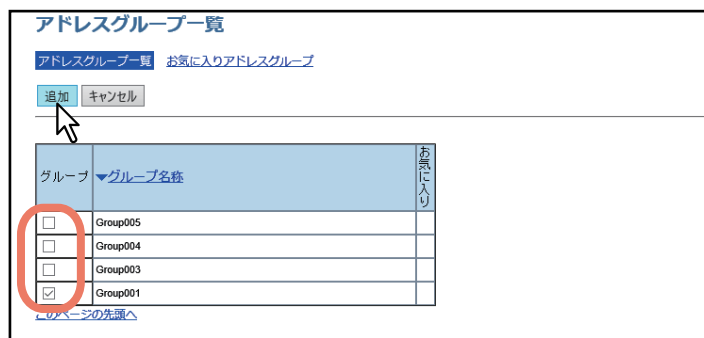 アドレスグループ一覧
アドレスグループ一覧 お気に入りアドレスグループ
追加 キャンセル
グループ ▼グループ名称 お気に入り
Group005
Group004
Group003
Group001
このページの先頭へ